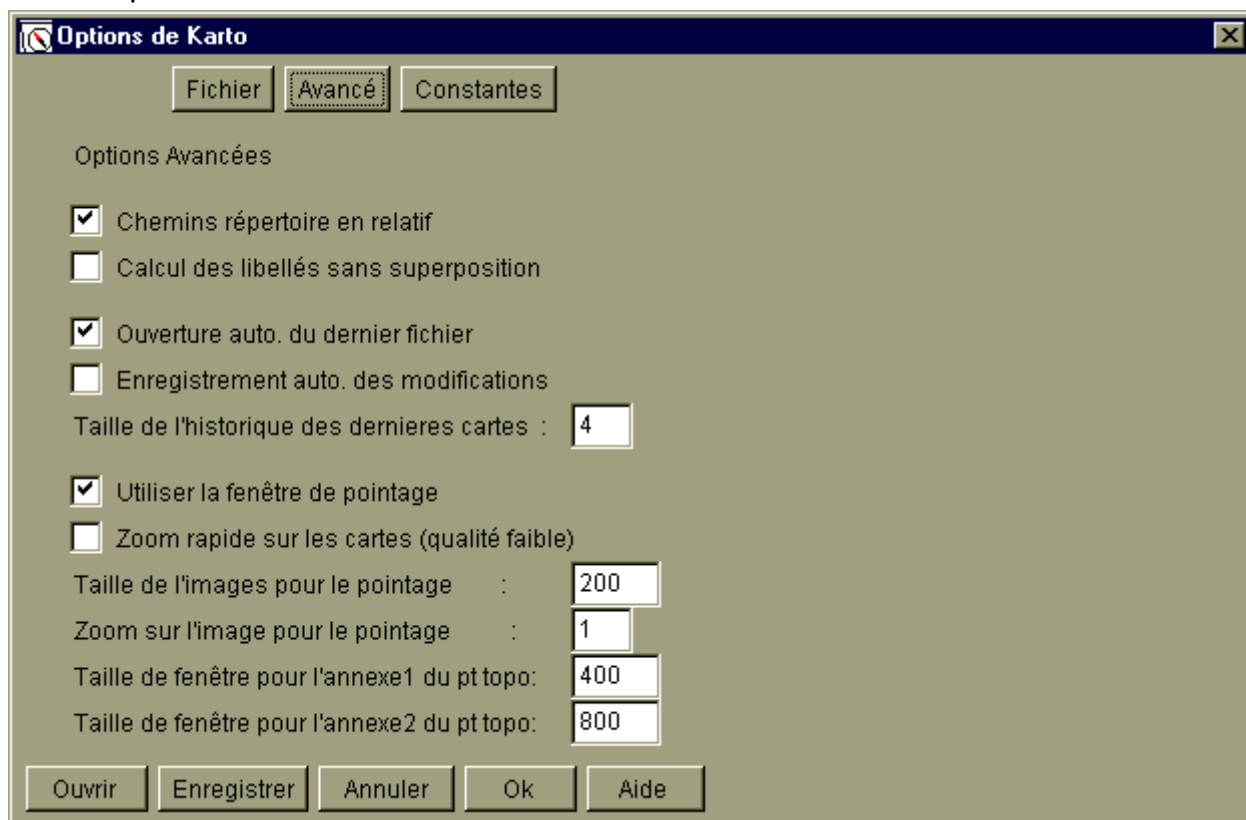 Options de Karto
Fichier Avancé Constantes
Options Avancées
Chemins répertoire en relatif
Calcul des libellés sans superposition
Ouverture auto. du dernier fichier
Enregistrement auto. des modifications
Taille de l'historique des dernieres cartes : 4
Utiliser la fenêtre de pointage
Zoom rapide sur les cartes (qualité faible)
Taille de l'images pour le pointage : 200
Zoom sur l'image pour le pointage : 1
Taille de fenêtre pour l'annexe1 du pt topo: 400
Taille de fenêtre pour l'annexe2 du pt topo: 800
Ouvrir Enregistrer Annuler Ok Aide